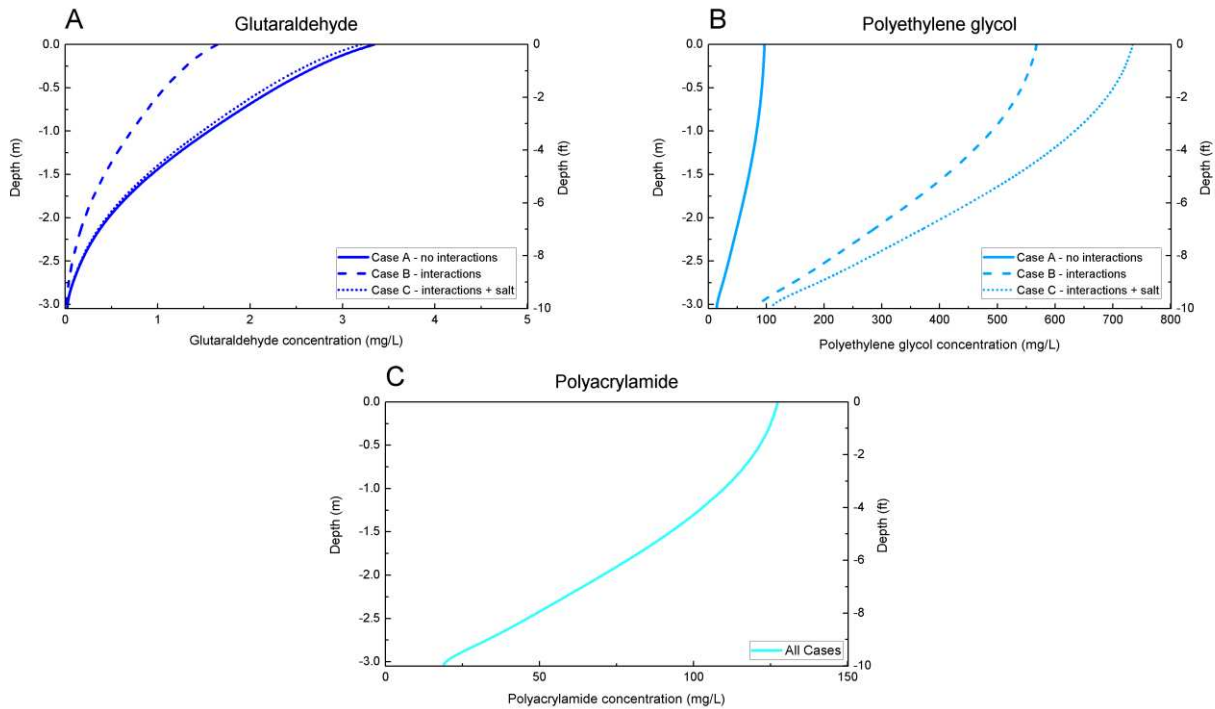 A
Glutaraldehyde
0.0
-0.5
-1.0
-1.5
-2.0
-2.5
-3.0
Depth (m)
0
-2
-4
-6
-8
-10
Depth (ft)
Case A - no interactions
Case B - interactions
Case C - interactions + salt
0 1 2 3 4 5
Glutaraldehyde concentration (mg/L)
B
Polyethylene glycol
0.0
-0.5
-1.0
-1.5
-2.0
-2.5
-3.0
Depth (m)
0
-2
-4
-6
-8
-10
Depth (ft)
Case A - no interactions
Case B - interactions
Case C - interactions + salt
0 100 200 300 400 500 600 700 800
Polyethylene glycol concentration (mg/L)
C
Polyacrylamide
0.0
-0.5
-1.0
-1.5
-2.0
-2.5
-3.0
Depth (m)
0
-2
-4
-6
-8
-10
Depth (ft)
All Cases
0 50 100 150
Polyacrylamide concentration (mg/L)